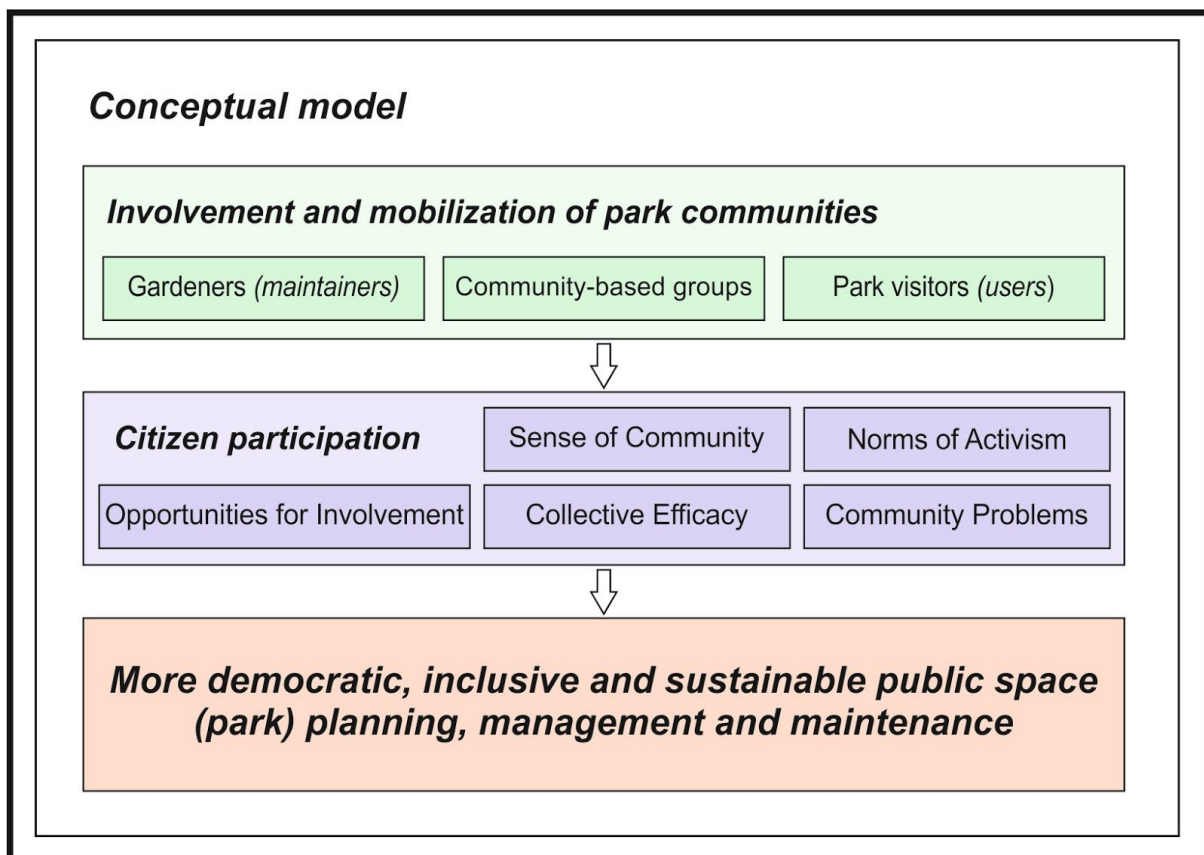 Conceptual model
Involvement and mobilization of park communities
Gardeners (maintainers)
Community-based groups
Park visitors (users)
Citizen participation
Sense of Community
Norms of Activism
Opportunities for Involvement
Collective Efficacy
Community Problems
More democratic, inclusive and sustainable public space
(park) planning, management and maintenance